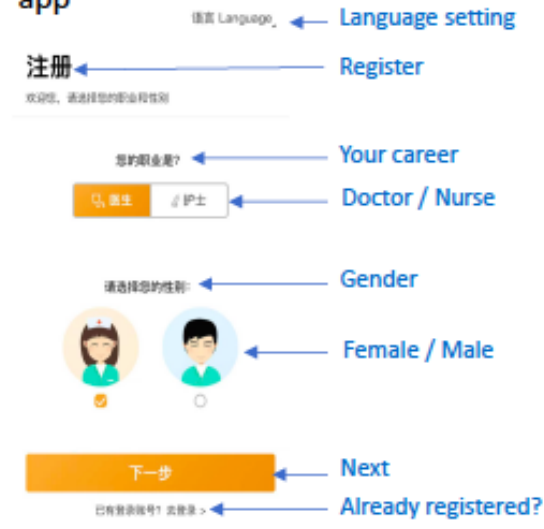 app
语言 Language
Language setting
注册
Register
欢迎您，请选择您的职业和性别
您的职业是?
Your career
医生
护士
Doctor / Nurse
请选择您的性别:
Gender
Female / Male
下一步
Next
已有登录账号? 去登录 >
Already registered?